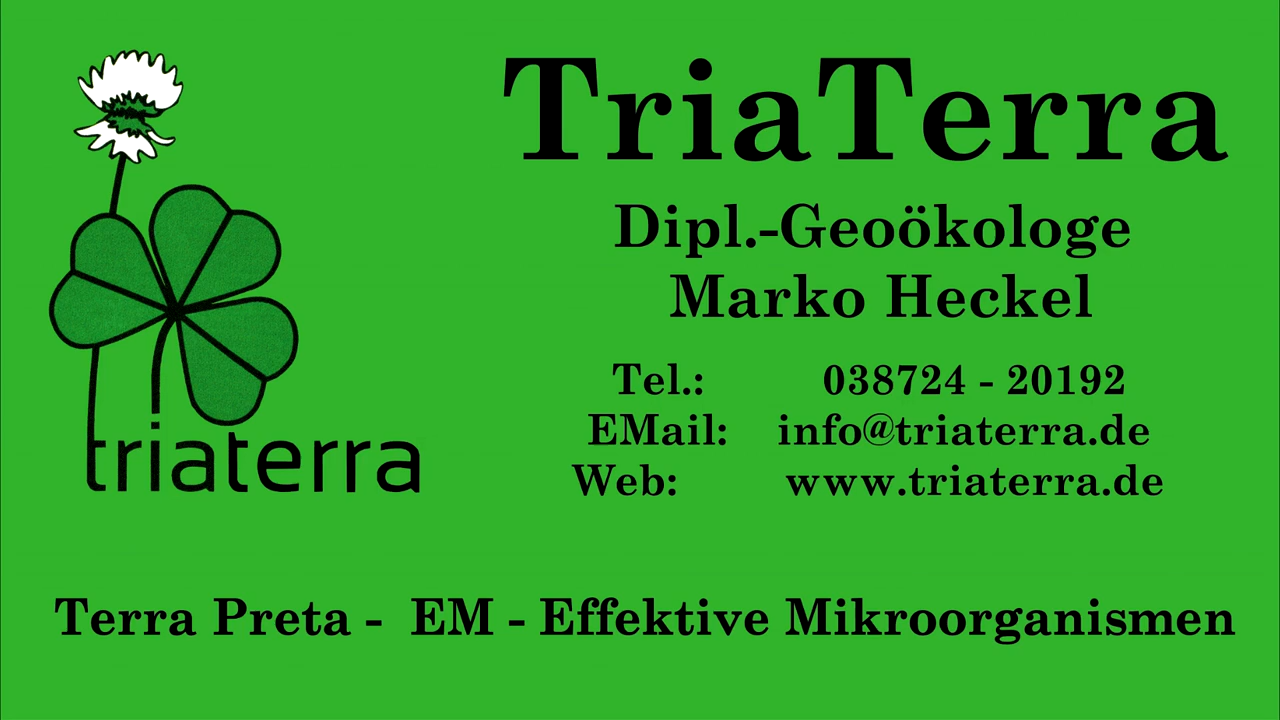 TriaTerra
Dipl.-Geoökologe
Marko Heckel
Tel.: 038724 - 20192
EMail: info@triaterra.de
Web: www.triaterra.de
triaterra
Terra Preta - EM - Effektive Mikroorganismen